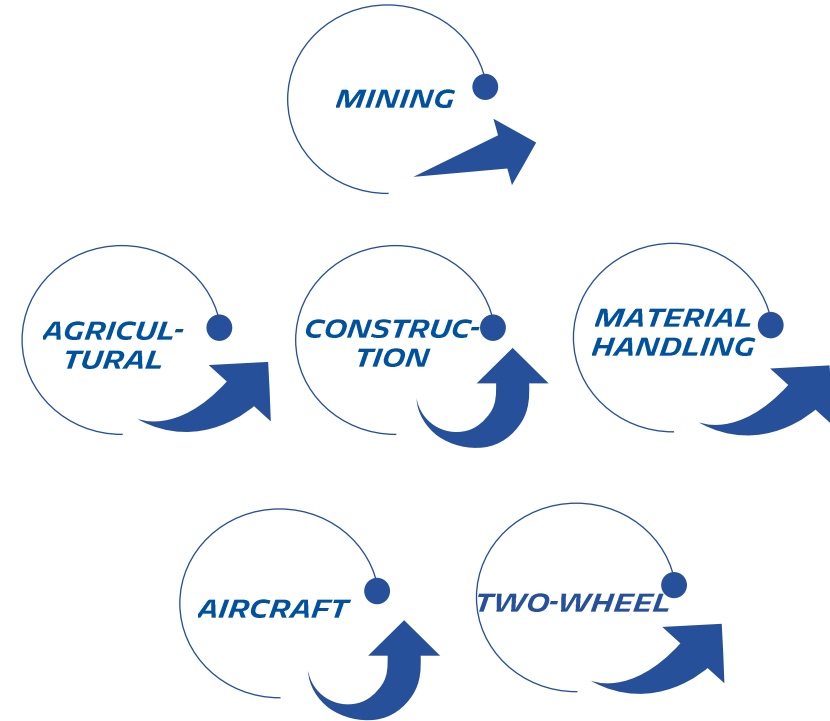 MINING
AGRICUL-
TURAL
CONSTRUC-
TION
MATERIAL
HANDLING
AIRCRAFT
TWO-WHEEL